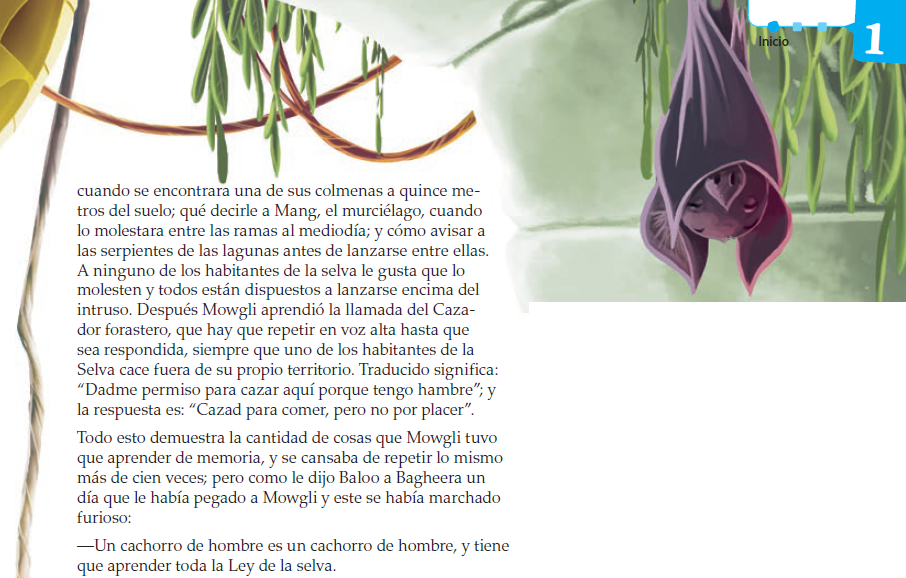 Inicio
1
cuando se encontrara una de sus colmenas a quince me-
tros del suelo; qué decirle a Mang, el murciélago, cuando
lo molestara entre las ramas al mediodía; y cómo avisar a
las serpientes de las lagunas antes de lanzarse entre ellas.
A ninguno de los habitantes de la selva le gusta que lo
molesten y todos están dispuestos a lanzarse encima del
intruso. Después Mowgli aprendió la llamada del Caza-
dor forastero, que hay que repetir en voz alta hasta que
sea respondida, siempre que uno de los habitantes de la
Selva cace fuera de su propio territorio. Traducido significa:
“Dadme permiso para cazar aquí porque tengo hambre”; y
la respuesta es: “Cazad para comer, pero no por placer”.
Todo esto demuestra la cantidad de cosas que Mowgli tuvo
que aprender de memoria, y se cansaba de repetir lo mismo
más de cien veces; pero como le dijo Baloo a Bagheera un
día que le había pegado a Mowgli y este se había marchado
furioso:
—Un cachorro de hombre es un cachorro de hombre, y tiene
que aprender toda la Ley de la selva.